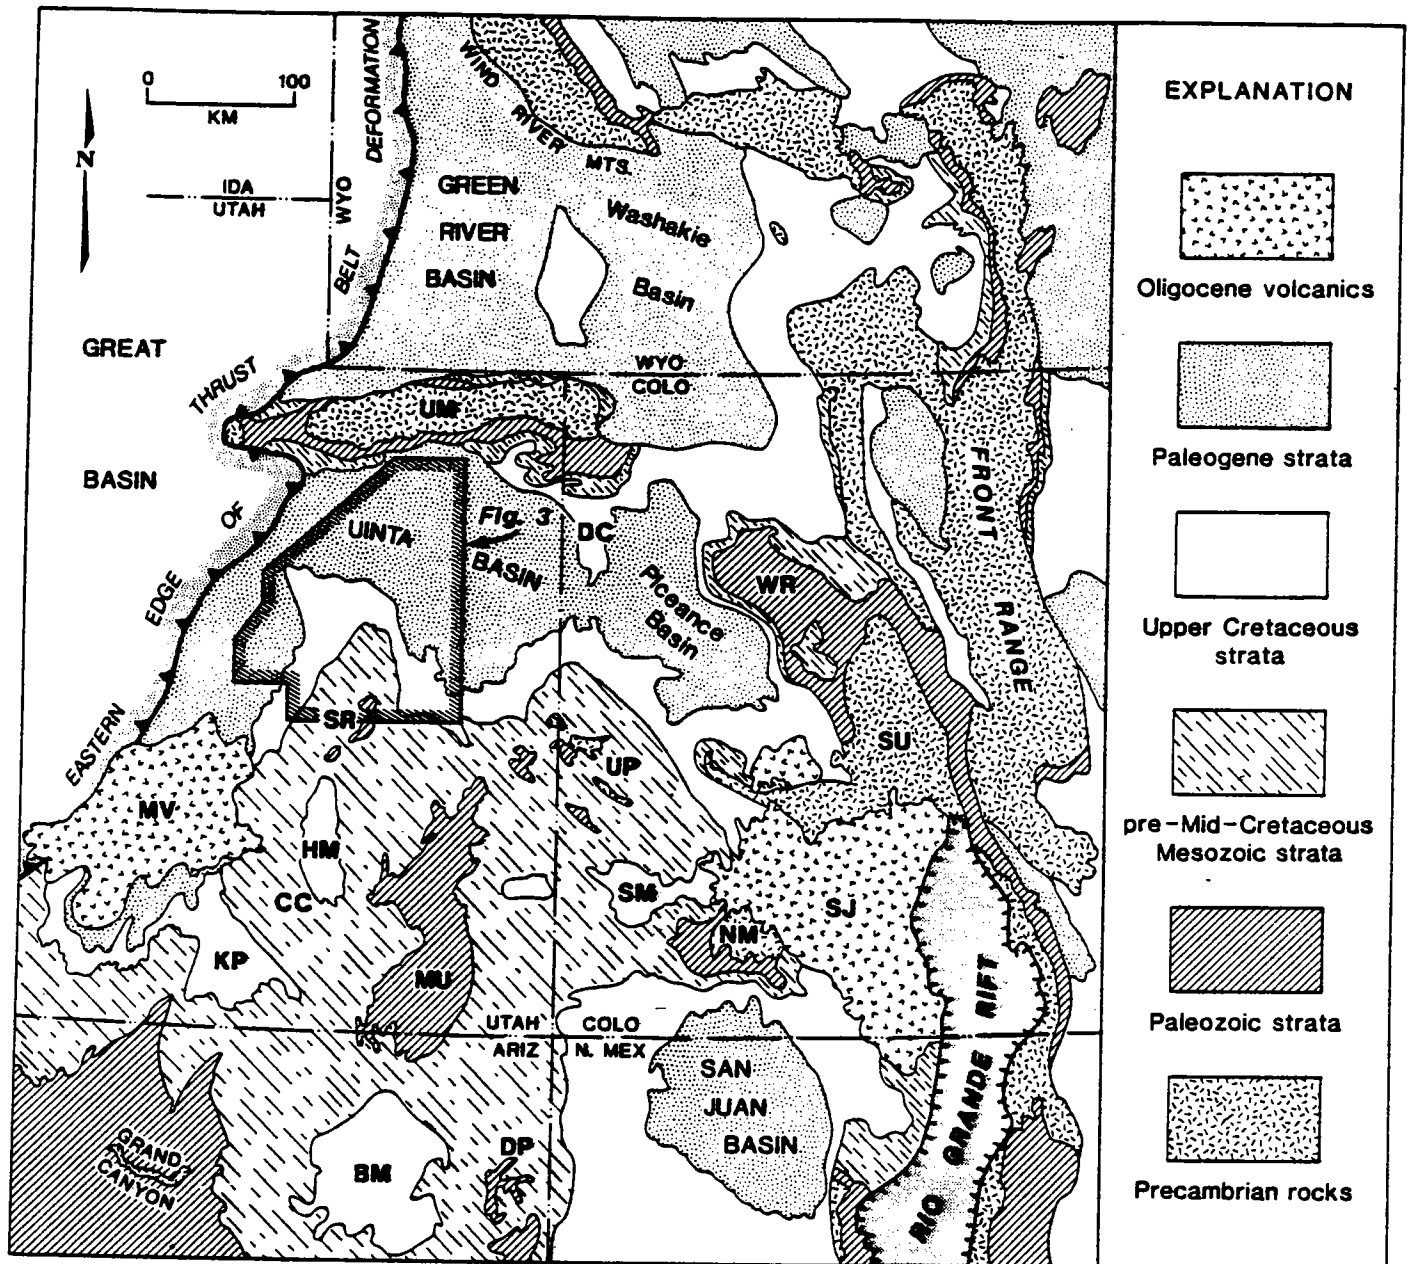 0 100
KM
N
IDA
UTAH
WYO
DEFORMATION
BELT
THRUST
OF
EDGE
EASTERN
WIND
RIVER
MTS.
GREEN
RIVER
BASIN
Washakie
Basin
GREAT
BASIN
WYO
COLO
UM
UINTA
BASIN
Fig. 3
DC
Piceance
Basin
WR
FRONT
RANGE
SR
UP
SU
MV
HM
CC
SM
SJ
NM
KP
MU
UTAH COLO
ARIZ N. MEX
SAN
JUAN
BASIN
RIO GRANDE RIFT
GRAND
CANYON
BM
DP
EXPLANATION
Oligocene volcanics
Paleogene strata
Upper Cretaceous
strata
pre-Mid-Cretaceous
Mesozoic strata
Paleozoic strata
Precambrian rocks